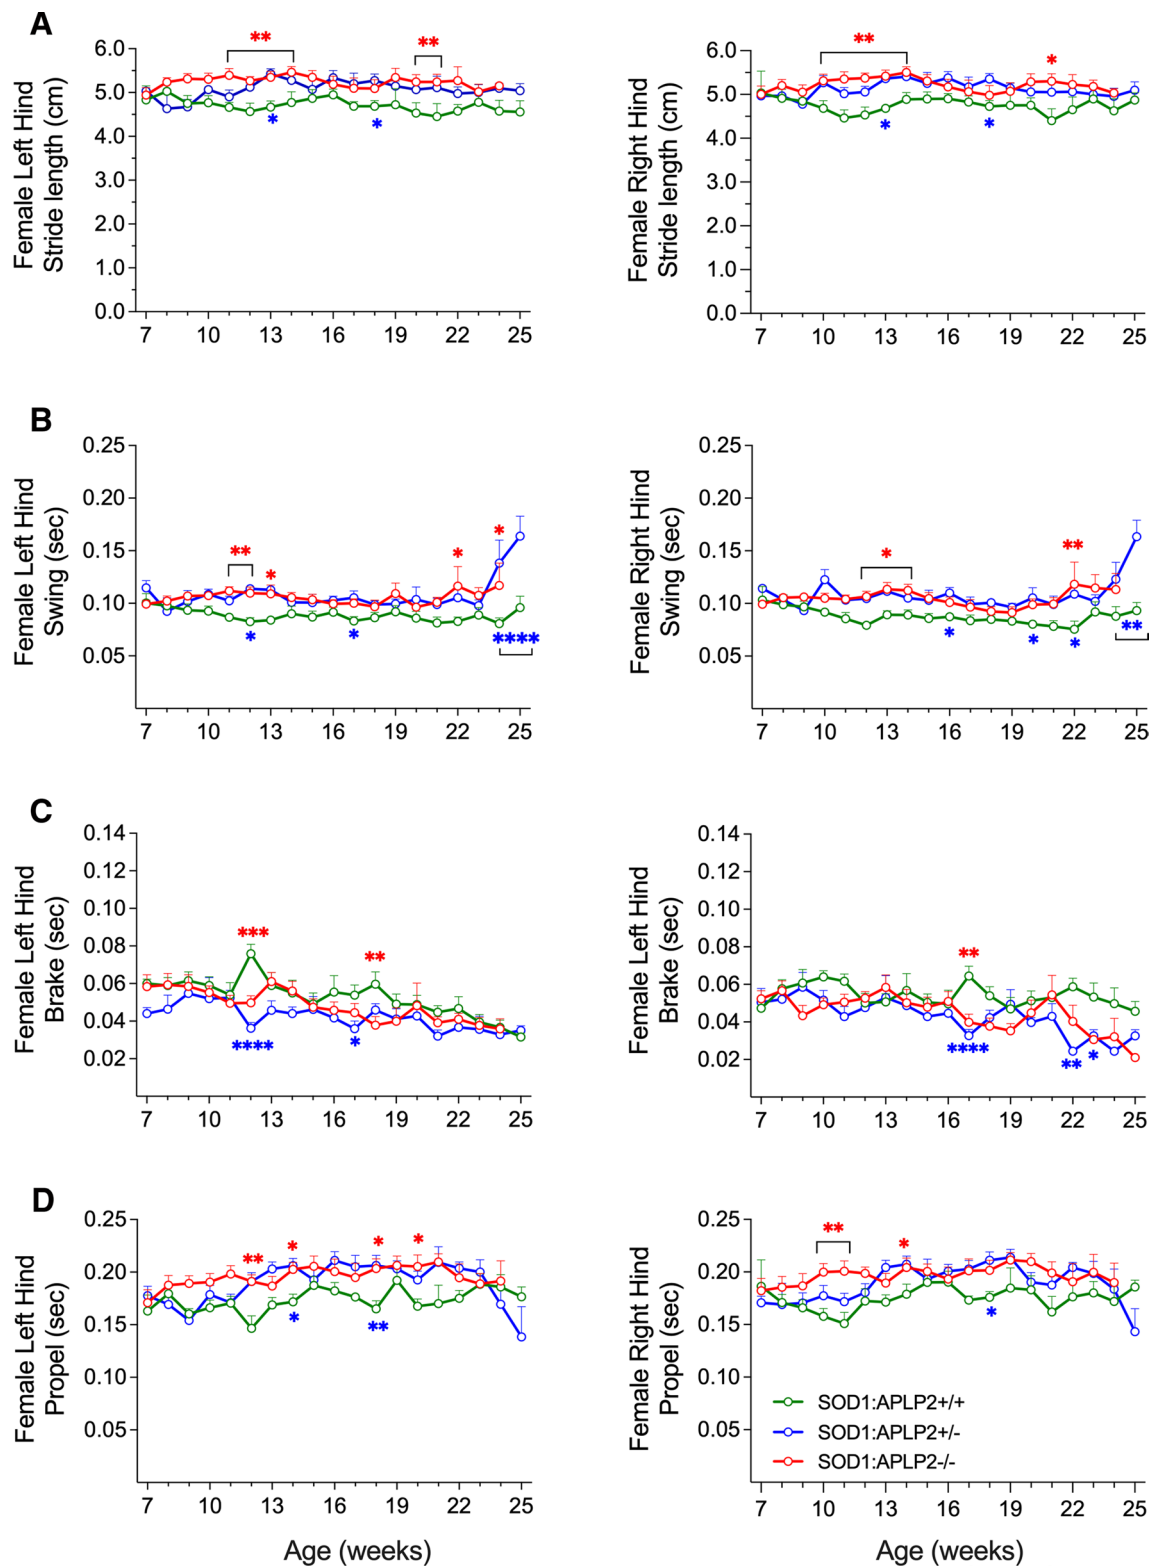 A
Female Left Hind
Stride length (cm)
6.0
5.0
4.0
3.0
2.0
1.0
0.0
**
**
*
*
7 10 13 16 19 22 25
Female Right Hind
Stride length (cm)
6.0
5.0
4.0
3.0
2.0
1.0
0.0
**
*
*
*
7 10 13 16 19 22 25
B
Female Left Hind
Swing (sec)
0.25
0.20
0.15
0.10
0.05
**
*
*
*
*
*
****
7 10 13 16 19 22 25
Female Right Hind
Swing (sec)
0.25
0.20
0.15
0.10
0.05
*
**
*
*
*
**
7 10 13 16 19 22 25
C
Female Left Hind
Brake (sec)
0.14
0.12
0.10
0.08
0.06
0.04
0.02
***
**
****
*
7 10 13 16 19 22 25
Female Left Hind
Brake (sec)
0.14
0.12
0.10
0.08
0.06
0.04
0.02
**
****
**
*
7 10 13 16 19 22 25
D
Female Left Hind
Propel (sec)
0.25
0.20
0.15
0.10
0.05
**
*
*
*
*
**
7 10 13 16 19 22 25
Age (weeks)
Female Right Hind
Propel (sec)
0.25
0.20
0.15
0.10
0.05
**
*
*
SOD1:APLP2+/+
SOD1:APLP2+/-
SOD1:APLP2-/-
7 10 13 16 19 22 25
Age (weeks)